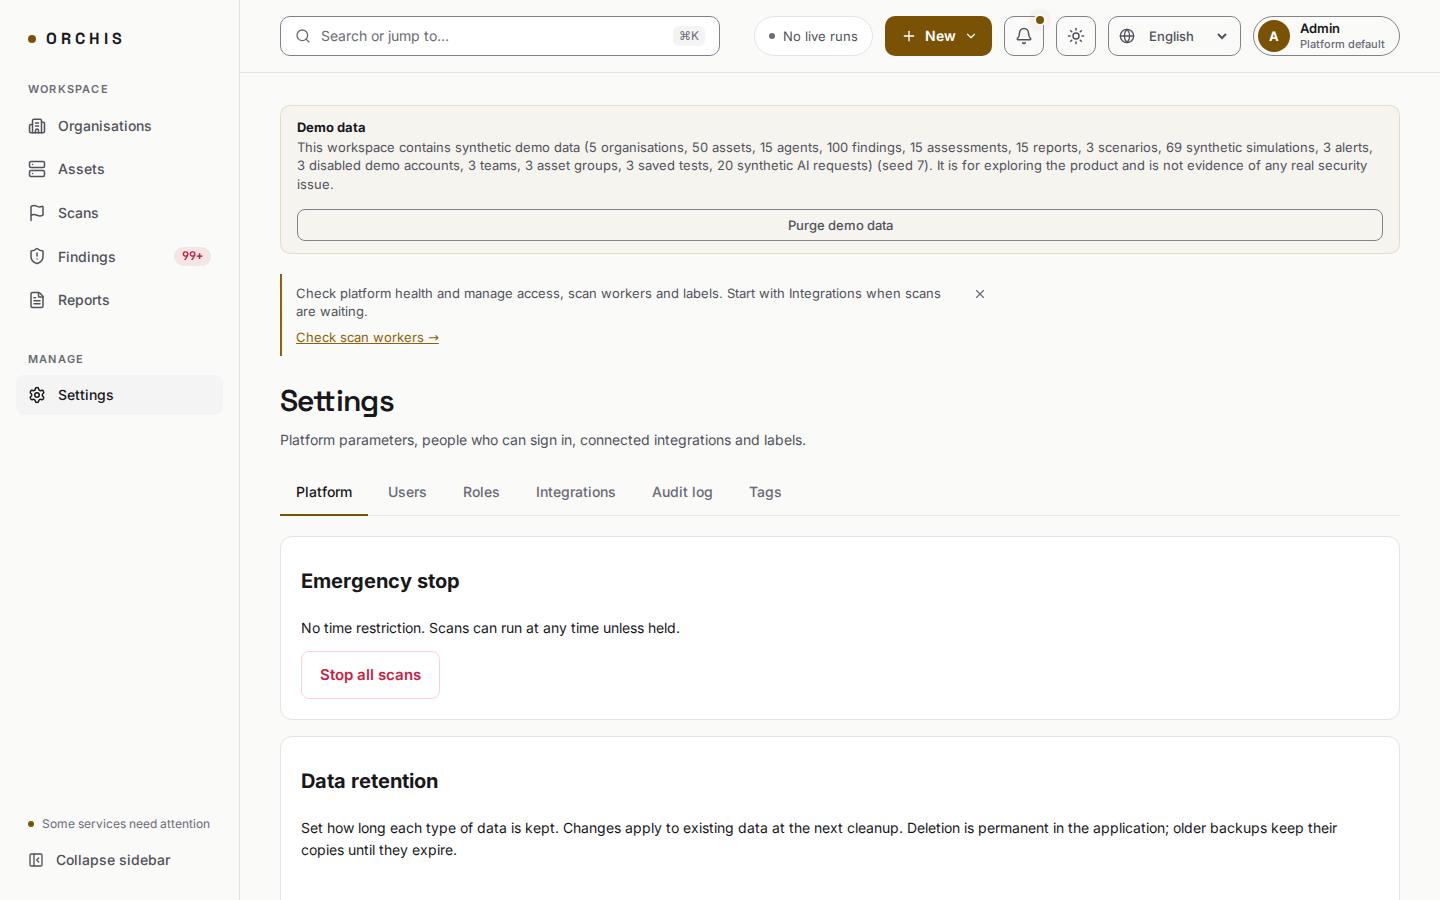 ORCHIS
WORKSPACE
Organisations
Assets
Scans
Findings 99+
Reports
MANAGE
Settings
Some services need attention
Collapse sidebar
Search or jump to... ⌘K
No live runs
New
English
A
Admin
Platform default
Demo data
This workspace contains synthetic demo data (5 organisations, 50 assets, 15 agents, 100 findings, 15 assessments, 15 reports, 3 scenarios, 69 synthetic simulations, 3 alerts,
3 disabled demo accounts, 3 teams, 3 asset groups, 3 saved tests, 20 synthetic AI requests) (seed 7). It is for exploring the product and is not evidence of any real security
issue.
Purge demo data
Check platform health and manage access, scan workers and labels. Start with Integrations when scans
are waiting.
Check scan workers →
Settings
Platform parameters, people who can sign in, connected integrations and labels.
Platform Users Roles Integrations Audit log Tags
Emergency stop
No time restriction. Scans can run at any time unless held.
Stop all scans
Data retention
Set how long each type of data is kept. Changes apply to existing data at the next cleanup. Deletion is permanent in the application; older backups keep their
copies until they expire.